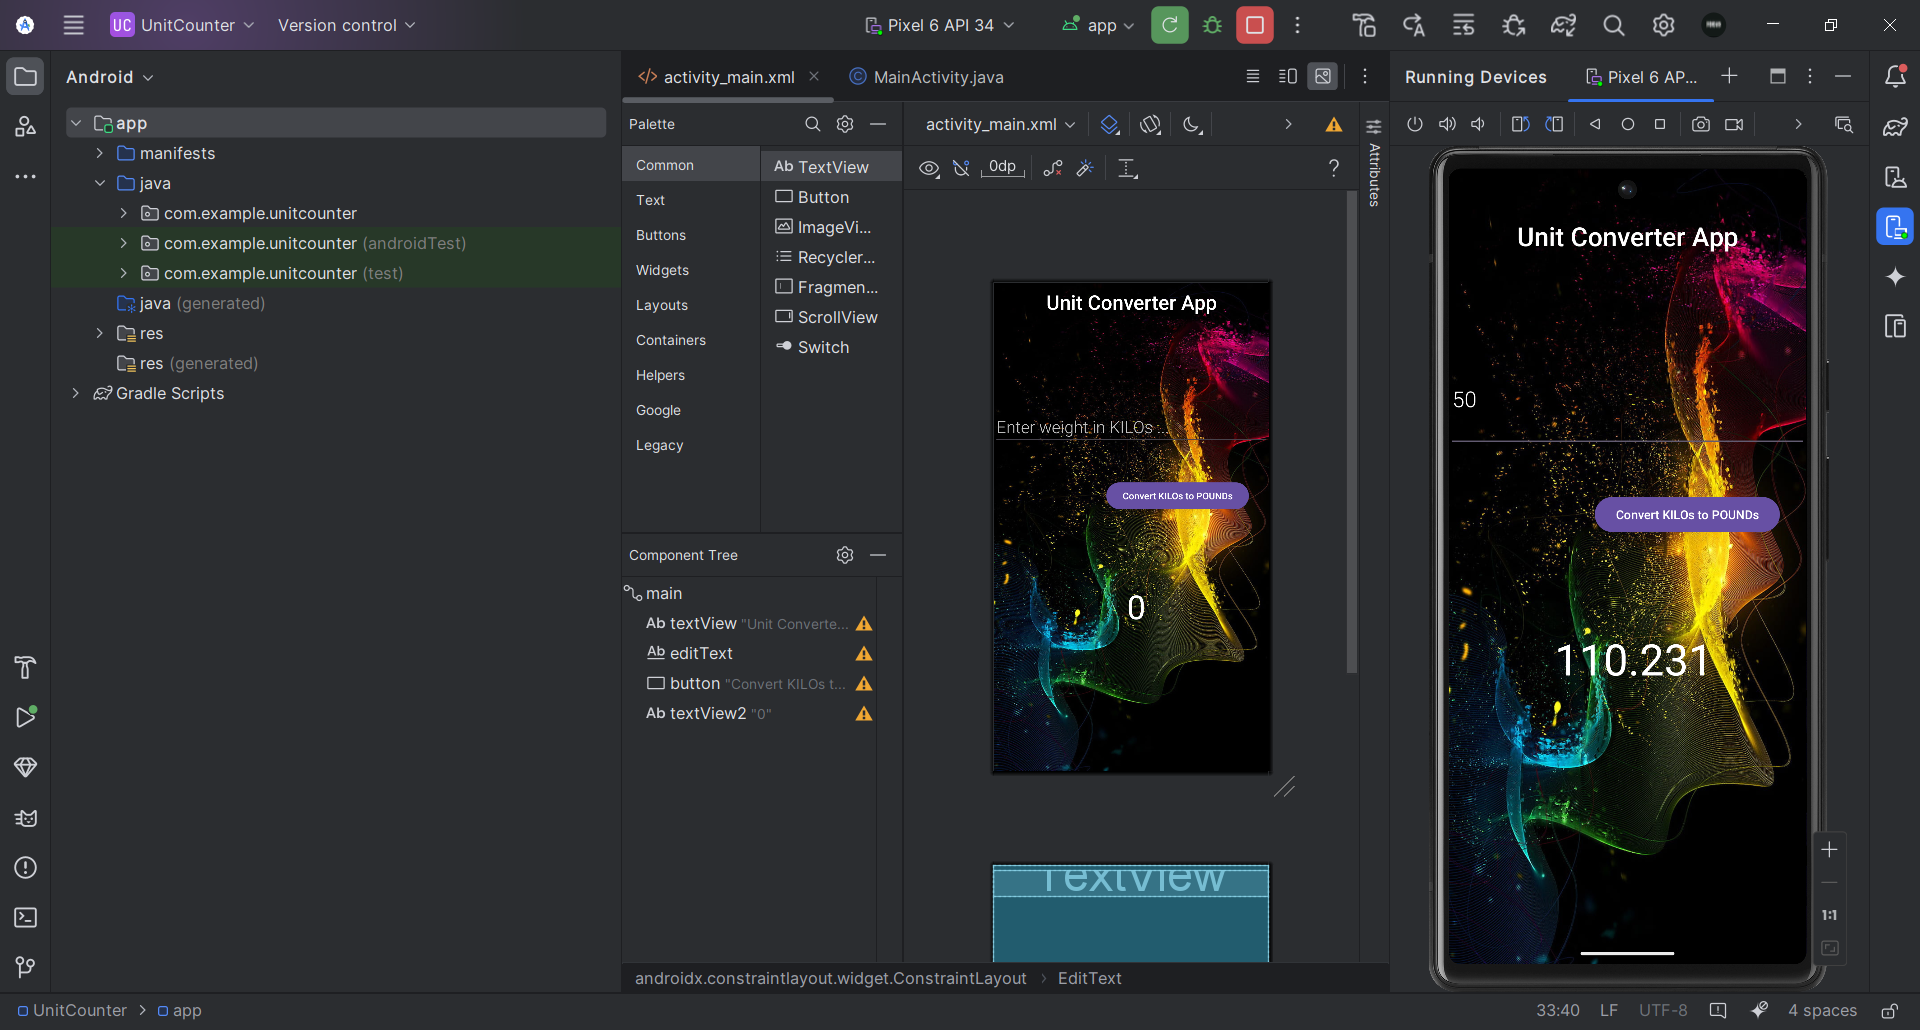 UC UnitCounter Version control Pixel 6 API 34 app
Android
app
manifests
java
com.example.unitcounter
com.example.unitcounter (androidTest)
com.example.unitcounter (test)
java (generated)
res
res (generated)
Gradle Scripts
activity_main.xml MainActivity.java
Palette
Common
Text
Buttons
Widgets
Layouts
Containers
Helpers
Google
Legacy
Ab TextView
Button
ImageVi...
Recycler...
Fragmen...
ScrollView
Switch
Component Tree
main
Ab textView "Unit Converte...
Ab editText
button "Convert KILOs t...
Ab textView2 "0"
activity_main.xml
0dp
?
Attributes
Unit Converter App
Enter weight in KILOs ...
Convert KILOs to POUNDs
0
TextView
androidx.constraintlayout.widget.ConstraintLayout EditText
Running Devices Pixel 6 AP...
Unit Converter App
50
Convert KILOs to POUNDs
110.231
1:1
UnitCounter app
33:40 LF UTF-8 4 spaces